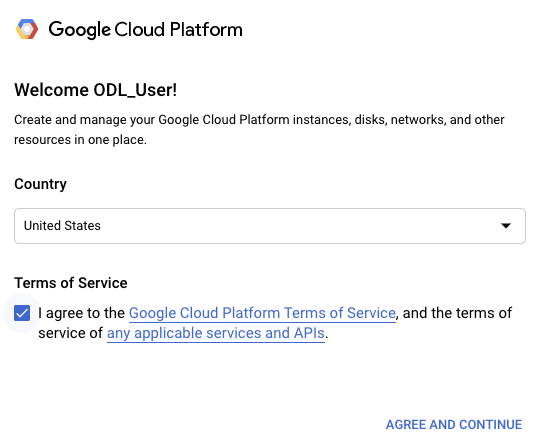 Google Cloud Platform
Welcome ODL_User!
Create and manage your Google Cloud Platform instances, disks, networks, and other
resources in one place.
Country
United States
Terms of Service
I agree to the Google Cloud Platform Terms of Service, and the terms of
service of any applicable services and APIs.
AGREE AND CONTINUE